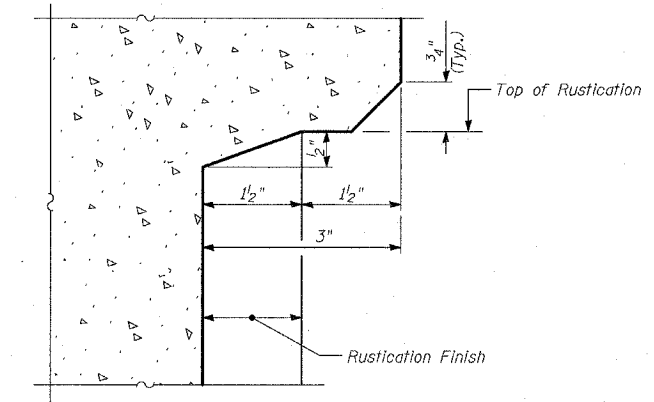 3/4"
(Typ.)
Top of Rustication
1/2"
1 1/2"
1 1/2"
3"
Rustication Finish